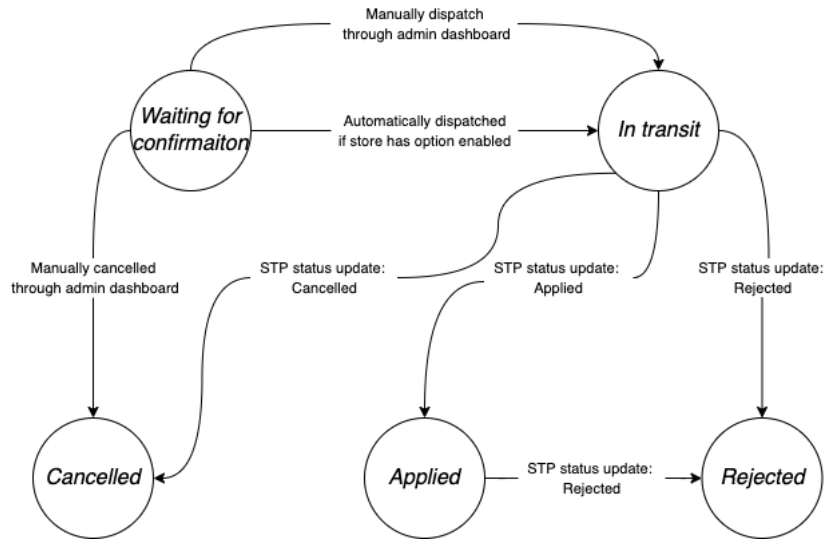 Manually dispatch
through admin dashboard
Waiting for
confirmaiton
Automatically dispatched
if store has option enabled
In transit
Manually cancelled
through admin dashboard
STP status update:
Cancelled
STP status update:
Applied
STP status update:
Rejected
Cancelled
Applied
STP status update:
Rejected
Rejected